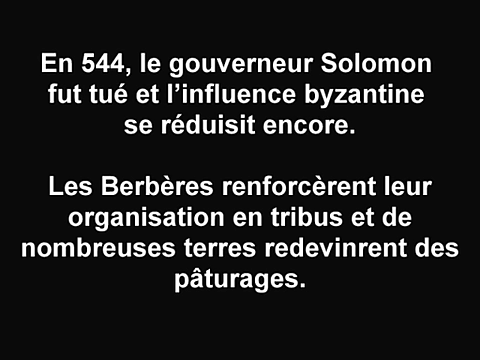 En 544, le gouverneur Solomon
fut tué et l’influence byzantine
se réduisit encore.
Les Berbères renforcèrent leur
organisation en tribus et de
nombreuses terres redevinrent des
pâturages.